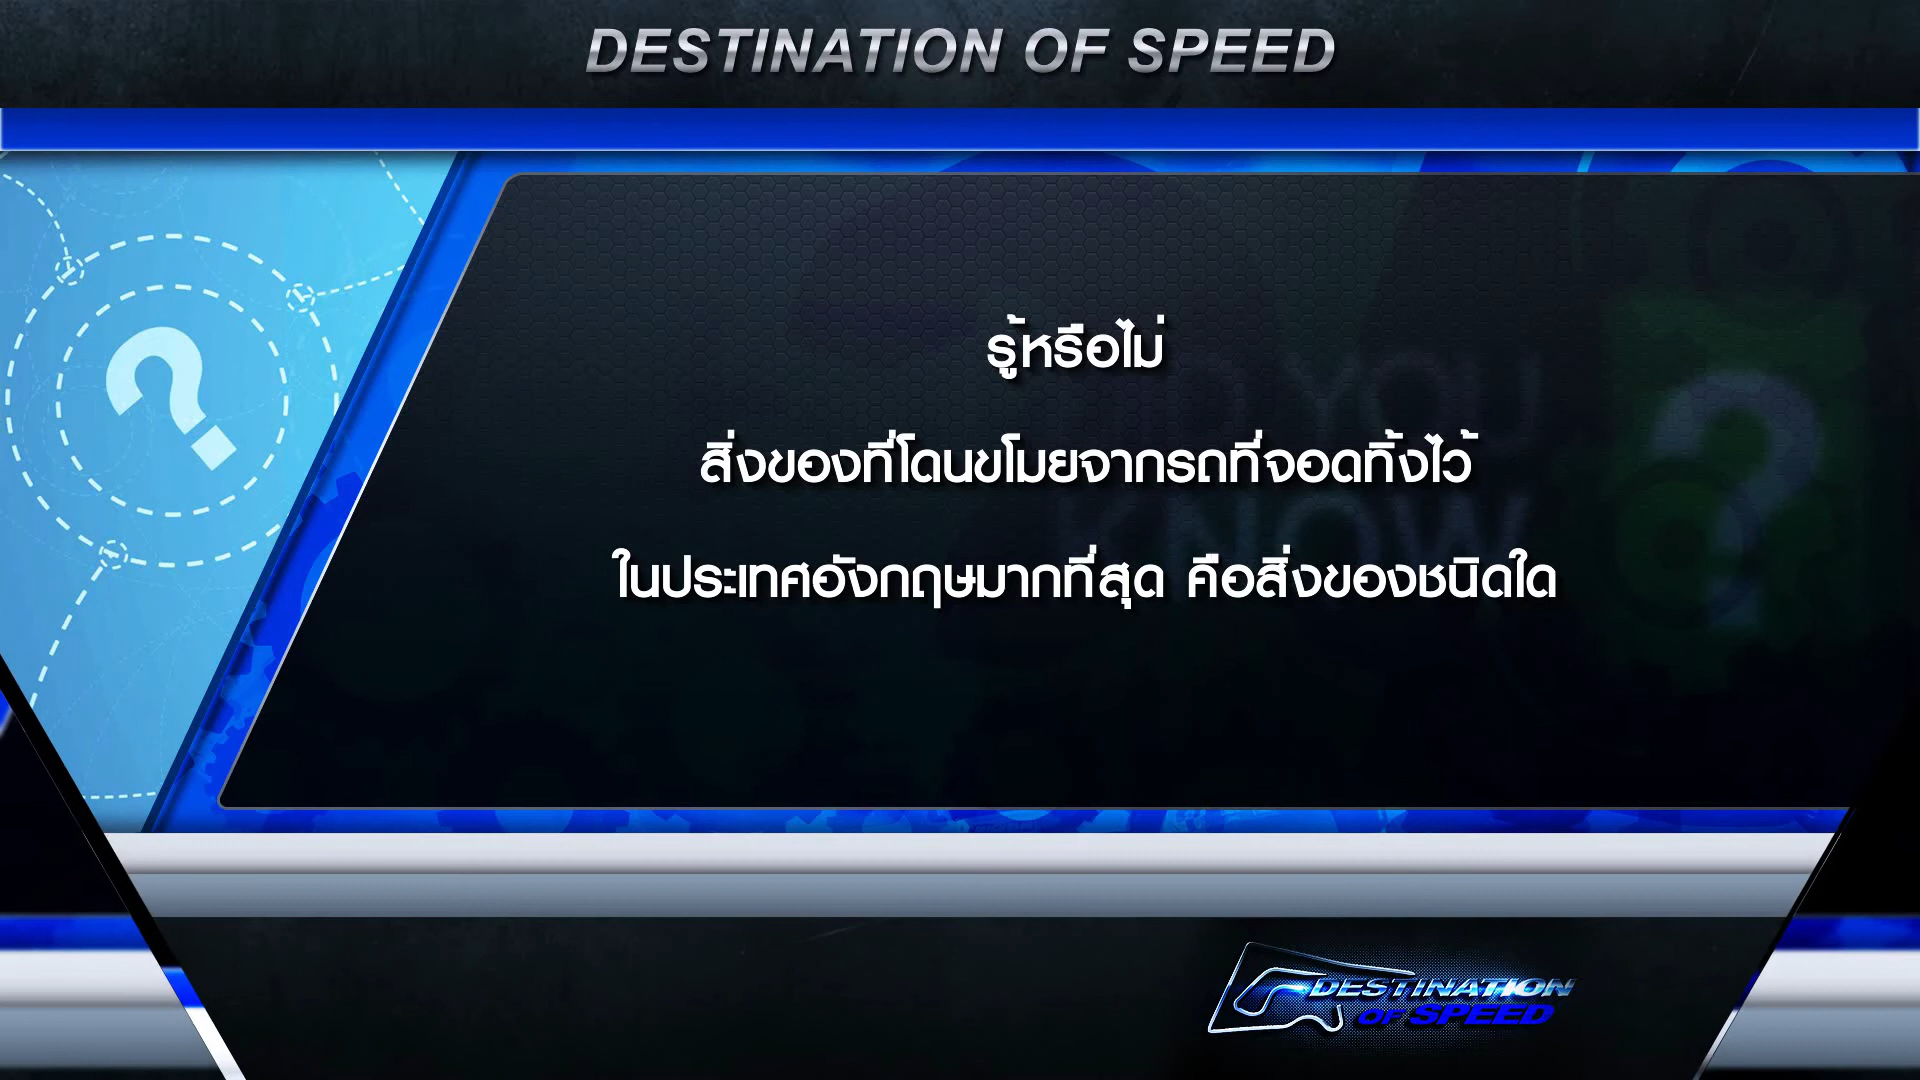 DESTINATION OF SPEED
รู้หรือไม่
สิ่งของที่โดนขโมยจากรถที่จอดทิ้งไว้
ในประเทศอังกฤษมากที่สุด คือสิ่งของชนิดใด
YOU
KNOW
?
DESTINATION
OF SPEED